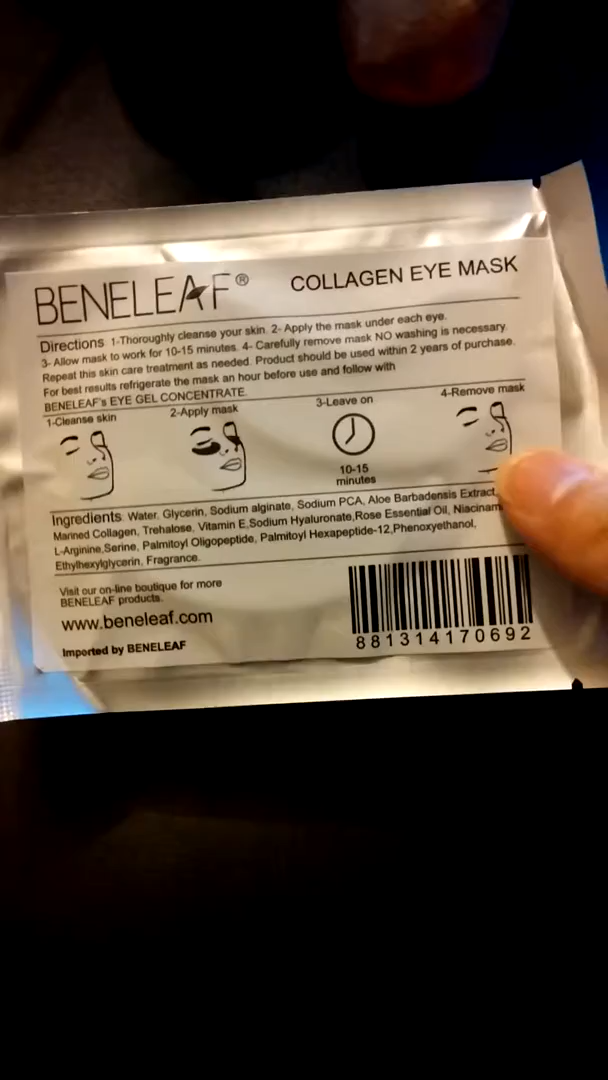 BENELEAF® COLLAGEN EYE MASK
Directions 1-Thoroughly cleanse your skin. 2- Apply the mask under each eye.
3- Allow mask to work for 10-15 minutes. 4- Carefully remove mask NO washing is necessary.
Repeat this skin care treatment as needed. Product should be used within 2 years of purchase.
For best results refrigerate the mask an hour before use and follow with
BENELEAF's EYE GEL CONCENTRATE.
1-Cleanse skin 2-Apply mask 3-Leave on 4-Remove mask
10-15
minutes
Ingredients: Water, Glycerin, Sodium alginate, Sodium PCA, Aloe Barbadensis Extract,
Marined Collagen, Trehalose, Vitamin E,Sodium Hyaluronate,Rose Essential Oil,
L-Arginine,Serine, Palmitoyl Oligopeptide, Palmitoyl Hexapeptide-12,Phenoxyethanol,
Ethylhexylglycerin, Fragrance.
Visit our on-line boutique for more
BENELEAF products.
www.beneleaf.com
Imported by BENELEAF
881314170692